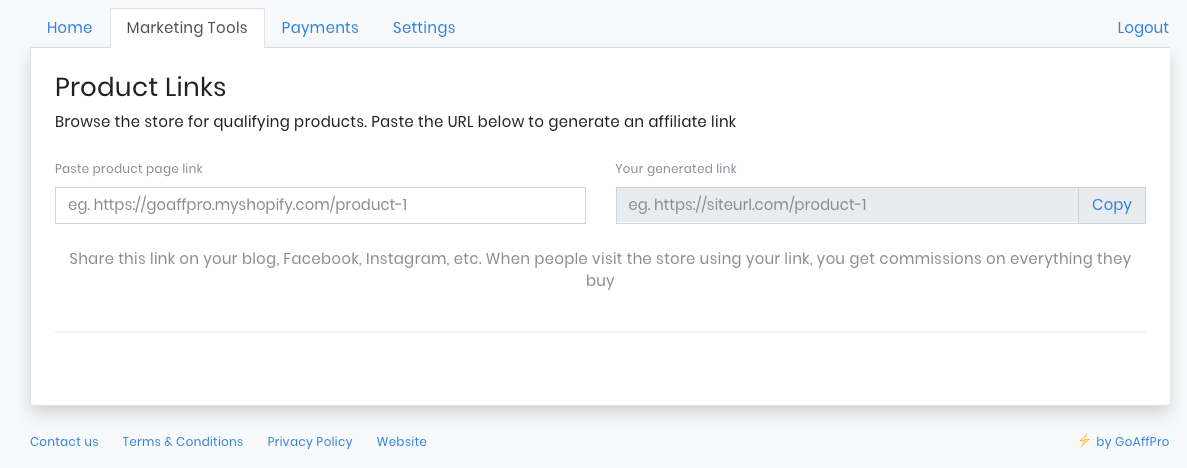 Home Marketing Tools Payments Settings Logout
Product Links
Browse the store for qualifying products. Paste the URL below to generate an affiliate link
Paste product page link Your generated link
eg. https://goaffpro.myshopify.com/product-1 eg. https://siteurl.com/product-1 Copy
Share this link on your blog, Facebook, Instagram, etc. When people visit the store using your link, you get commissions on everything they
buy
Contact us Terms & Conditions Privacy Policy Website ⚡ by GoAffPro